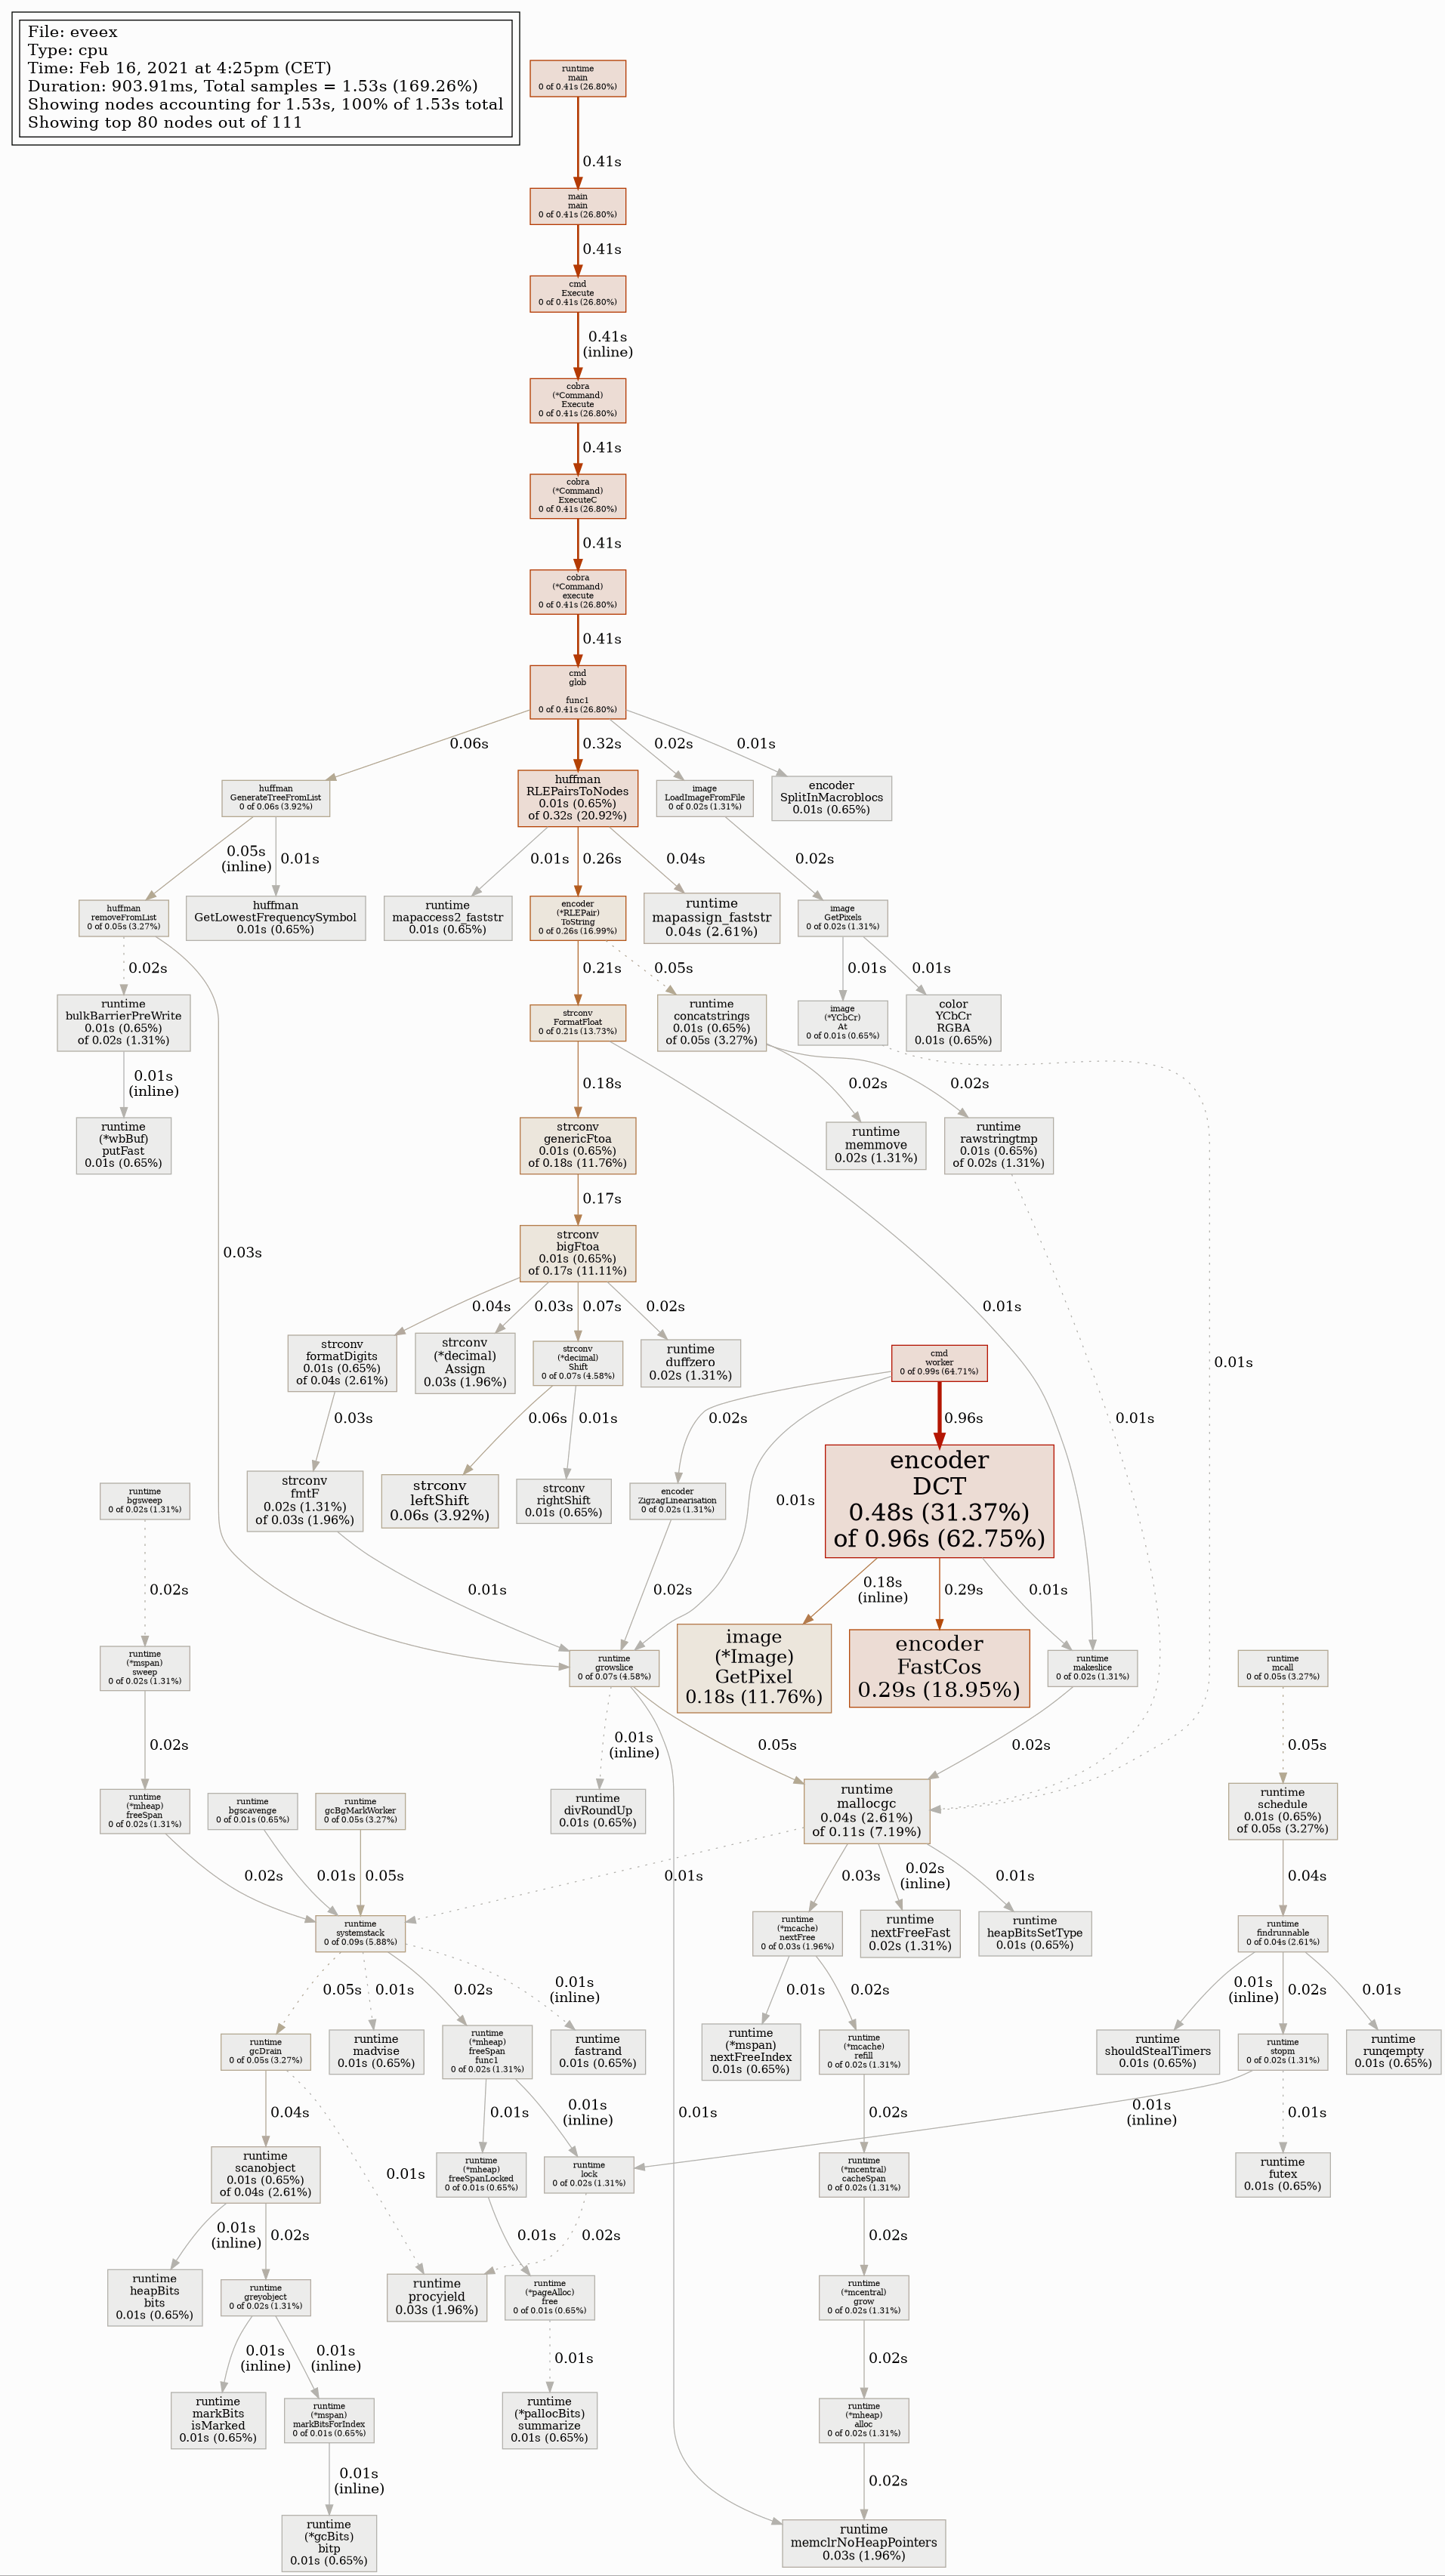 File: eveex
Type: cpu
Time: Feb 16, 2021 at 4:25pm (CET)
Duration: 903.91ms, Total samples = 1.53s (169.26%)
Showing nodes accounting for 1.53s, 100% of 1.53s total
Showing top 80 nodes out of 111
runtime
main
0 of 0.41s (26.80%)
0.41s
main
main
0 of 0.41s (26.80%)
0.41s
cmd
Execute
0 of 0.41s (26.80%)
0.41s
(inline)
cobra
(*Command)
Execute
0 of 0.41s (26.80%)
0.41s
cobra
(*Command)
ExecuteC
0 of 0.41s (26.80%)
0.41s
cobra
(*Command)
execute
0 of 0.41s (26.80%)
0.41s
cmd
glob
func1
0 of 0.41s (26.80%)
0.06s
0.32s
0.02s
0.01s
huffman
GenerateTreeFromList
0 of 0.06s (3.92%)
huffman
RLEPairsToNodes
0.01s (0.65%)
of 0.32s (20.92%)
image
LoadImageFromFile
0 of 0.02s (1.31%)
encoder
SplitInMacroblocs
0.01s (0.65%)
0.05s
(inline)
0.01s
0.01s
0.26s
0.04s
0.02s
huffman
removeFromList
0 of 0.05s (3.27%)
huffman
GetLowestFrequencySymbol
0.01s (0.65%)
runtime
mapaccess2_faststr
0.01s (0.65%)
encoder
(*RLEPair)
ToString
0 of 0.26s (16.99%)
runtime
mapassign_faststr
0.04s (2.61%)
image
GetPixels
0 of 0.02s (1.31%)
0.02s
0.21s
0.05s
0.01s
0.01s
runtime
bulkBarrierPreWrite
0.01s (0.65%)
of 0.02s (1.31%)
strconv
FormatFloat
0 of 0.21s (13.73%)
runtime
concatstrings
0.01s (0.65%)
of 0.05s (3.27%)
image
(*YCbCr)
At
0 of 0.01s (0.65%)
color
YCbCr
RGBA
0.01s (0.65%)
0.01s
(inline)
0.18s
0.02s
0.02s
runtime
(*wbBuf)
putFast
0.01s (0.65%)
strconv
genericFtoa
0.01s (0.65%)
of 0.18s (11.76%)
runtime
memmove
0.02s (1.31%)
runtime
rawstringtmp
0.01s (0.65%)
of 0.02s (1.31%)
0.17s
strconv
bigFtoa
0.01s (0.65%)
of 0.17s (11.11%)
0.03s
0.04s
0.03s
0.07s
0.02s
0.01s
0.01s
strconv
formatDigits
0.01s (0.65%)
of 0.04s (2.61%)
strconv
(*decimal)
Assign
0.03s (1.96%)
strconv
(*decimal)
Shift
0 of 0.07s (4.58%)
runtime
duffzero
0.02s (1.31%)
cmd
worker
0 of 0.99s (64.71%)
0.03s
0.06s
0.01s
0.02s
0.96s
0.01s
runtime
bgsweep
0 of 0.02s (1.31%)
strconv
fmtF
0.02s (1.31%)
of 0.03s (1.96%)
strconv
leftShift
0.06s (3.92%)
strconv
rightShift
0.01s (0.65%)
encoder
ZigzagLinearisation
0 of 0.02s (1.31%)
0.01s
encoder
DCT
0.48s (31.37%)
of 0.96s (62.75%)
0.02s
0.01s
0.02s
0.18s
(inline)
0.29s
0.01s
runtime
(*mspan)
sweep
0 of 0.02s (1.31%)
runtime
growslice
0 of 0.07s (4.58%)
image
(*Image)
GetPixel
0.18s (11.76%)
encoder
FastCos
0.29s (18.95%)
runtime
makeslice
0 of 0.02s (1.31%)
runtime
mcall
0 of 0.05s (3.27%)
0.02s
0.01s
(inline)
0.05s
0.02s
0.05s
runtime
(*mheap)
freeSpan
0 of 0.02s (1.31%)
runtime
bgscavenge
0 of 0.01s (0.65%)
runtime
gcBgMarkWorker
0 of 0.05s (3.27%)
runtime
divRoundUp
0.01s (0.65%)
runtime
mallocgc
0.04s (2.61%)
of 0.11s (7.19%)
runtime
schedule
0.01s (0.65%)
of 0.05s (3.27%)
0.02s
0.01s
0.05s
0.01s
0.03s
0.02s
(inline)
0.01s
0.04s
runtime
systemstack
0 of 0.09s (5.88%)
runtime
(*mcache)
nextFree
0 of 0.03s (1.96%)
runtime
nextFreeFast
0.02s (1.31%)
runtime
heapBitsSetType
0.01s (0.65%)
runtime
findrunnable
0 of 0.04s (2.61%)
0.05s
0.01s
0.02s
0.01s
(inline)
0.01s
0.02s
0.01s
(inline)
0.02s
0.01s
runtime
gcDrain
0 of 0.05s (3.27%)
runtime
madvise
0.01s (0.65%)
runtime
(*mheap)
freeSpan
func1
0 of 0.02s (1.31%)
runtime
fastrand
0.01s (0.65%)
runtime
(*mspan)
nextFreeIndex
0.01s (0.65%)
runtime
(*mcache)
refill
0 of 0.02s (1.31%)
runtime
shouldStealTimers
0.01s (0.65%)
runtime
stopm
0 of 0.02s (1.31%)
runtime
runqempty
0.01s (0.65%)
0.04s
0.01s
0.01s
0.01s
(inline)
0.01s
0.02s
0.01s
(inline)
0.01s
runtime
scanobject
0.01s (0.65%)
of 0.04s (2.61%)
runtime
(*mheap)
freeSpanLocked
0 of 0.01s (0.65%)
runtime
lock
0 of 0.02s (1.31%)
runtime
(*mcentral)
cacheSpan
0 of 0.02s (1.31%)
runtime
futex
0.01s (0.65%)
0.01s
(inline)
0.02s
0.01s
0.02s
0.02s
runtime
heapBits
bits
0.01s (0.65%)
runtime
greyobject
0 of 0.02s (1.31%)
runtime
procyield
0.03s (1.96%)
runtime
(*pageAlloc)
free
0 of 0.01s (0.65%)
runtime
(*mcentral)
grow
0 of 0.02s (1.31%)
0.01s
(inline)
0.01s
(inline)
0.01s
0.02s
runtime
markBits
isMarked
0.01s (0.65%)
runtime
(*mspan)
markBitsForIndex
0 of 0.01s (0.65%)
runtime
(*pallocBits)
summarize
0.01s (0.65%)
runtime
(*mheap)
alloc
0 of 0.02s (1.31%)
0.01s
(inline)
0.02s
runtime
(*gcBits)
bitp
0.01s (0.65%)
runtime
memclrNoHeapPointers
0.03s (1.96%)